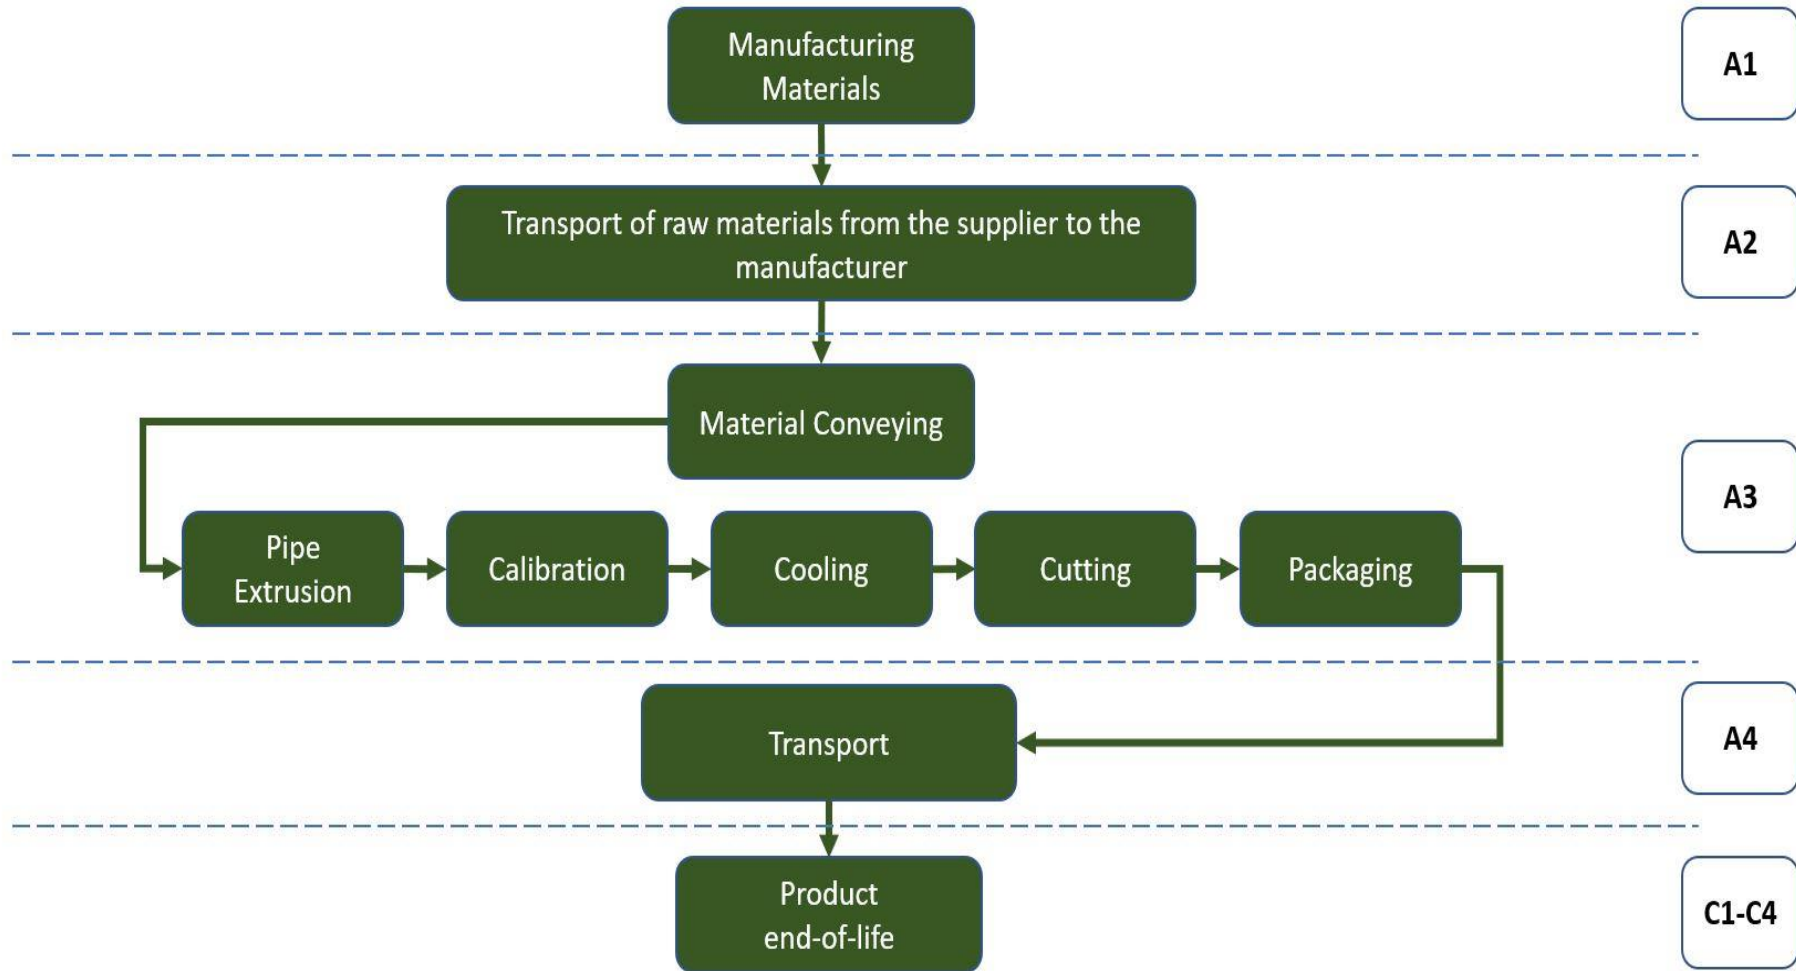 Manufacturing
Materials
A1
Transport of raw materials from the supplier to the
manufacturer
A2
Material Conveying
A3
Pipe
Extrusion
Calibration
Cooling
Cutting
Packaging
Transport
A4
Product
end-of-life
C1-C4